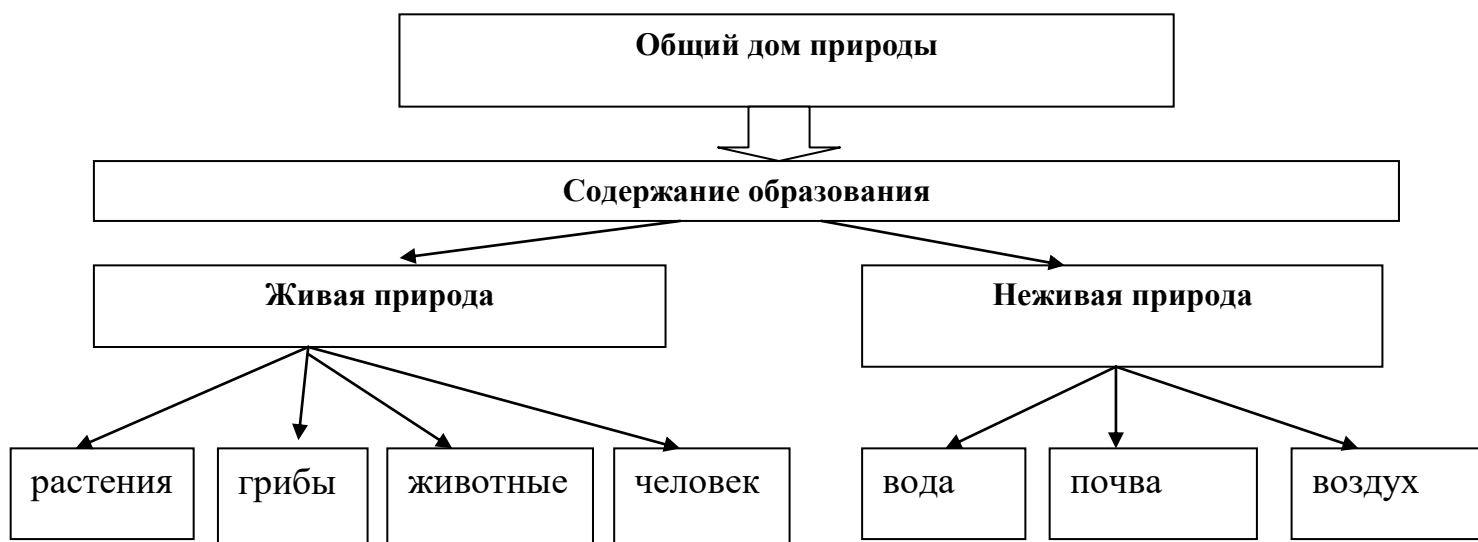 Общий дом природы
Содержание образования
Живая природа
Неживая природа
растения
грибы
животные
человек
вода
почва
воздух